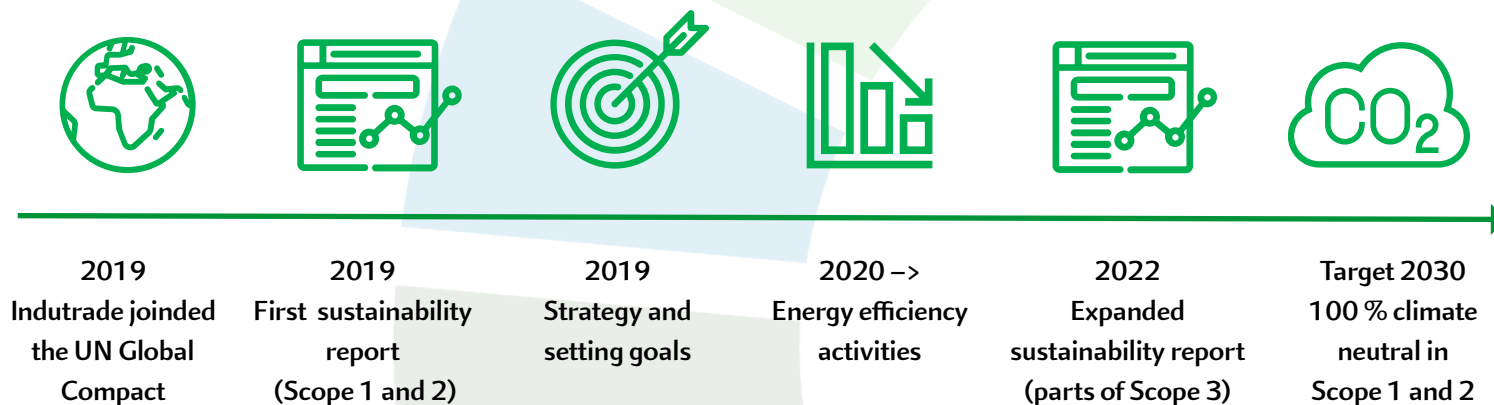 CO2
2019
Indutrade joinded
the UN Global
Compact
2019
First sustainability
report
(Scope 1 and 2)
2019
Strategy and
setting goals
2020 –>
Energy efficiency
activities
2022
Expanded
sustainability report
(parts of Scope 3)
Target 2030
100 % climate
neutral in
Scope 1 and 2